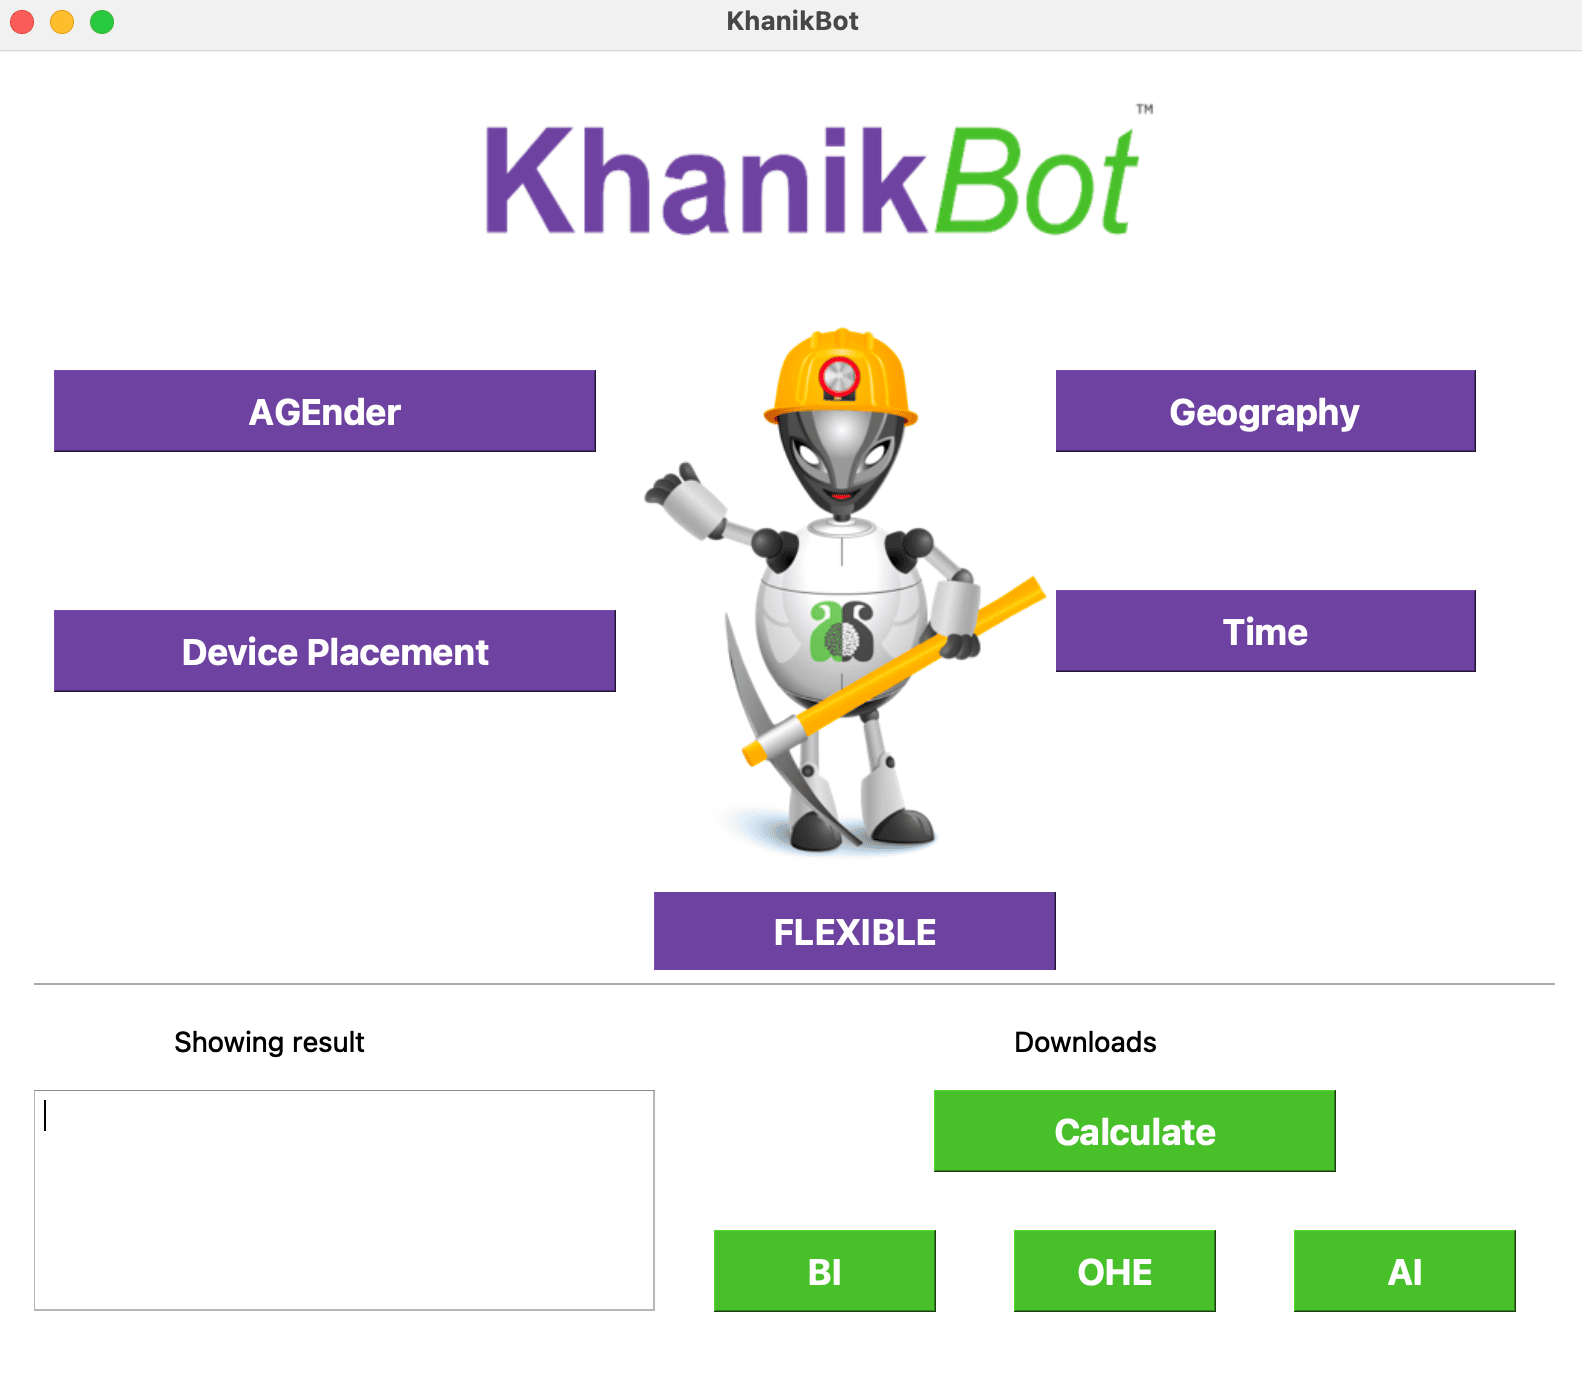 KhanikBot
KhanikBot™
AGEnder
Geography
Device Placement
Time
FLEXIBLE
Showing result
Downloads
Calculate
BI
OHE
AI